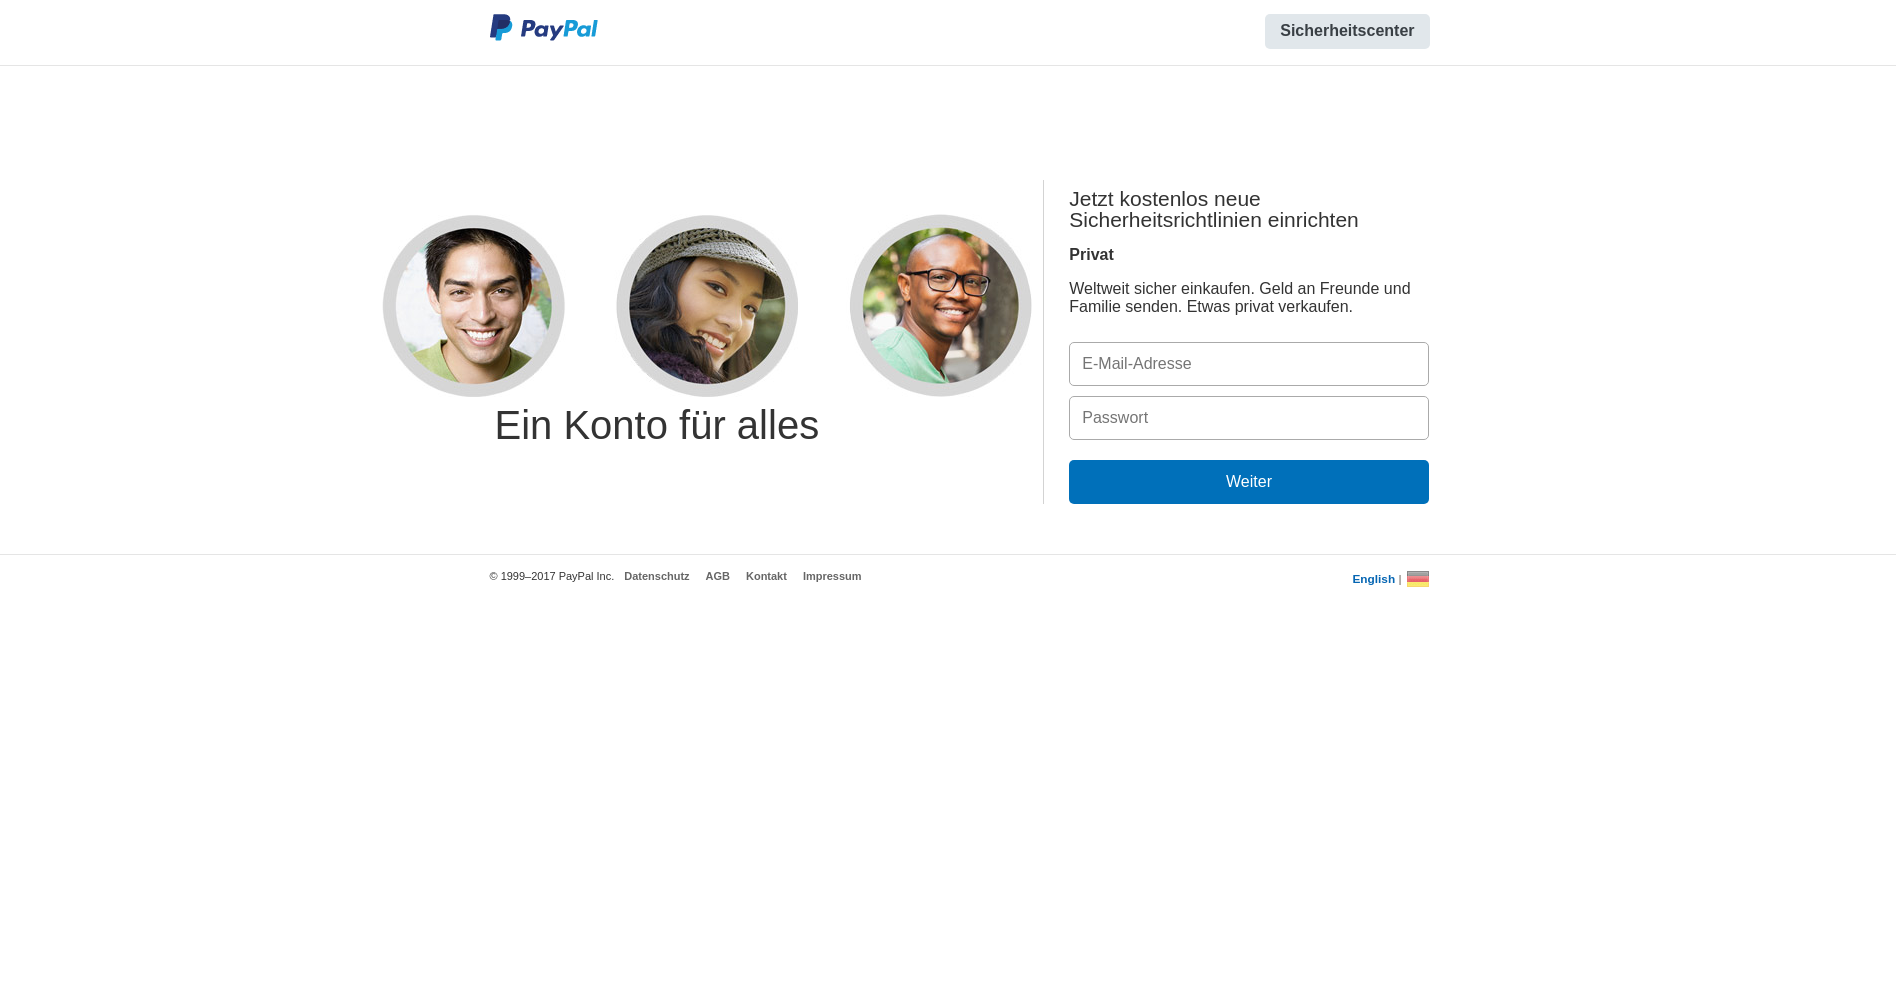 PayPal
Sicherheitscenter
Ein Konto für alles
Jetzt kostenlos neue
Sicherheitsrichtlinien einrichten
Privat
Weltweit sicher einkaufen. Geld an Freunde und
Familie senden. Etwas privat verkaufen.
E-Mail-Adresse
Passwort
Weiter
© 1999–2017 PayPal Inc. Datenschutz AGB Kontakt Impressum
English |